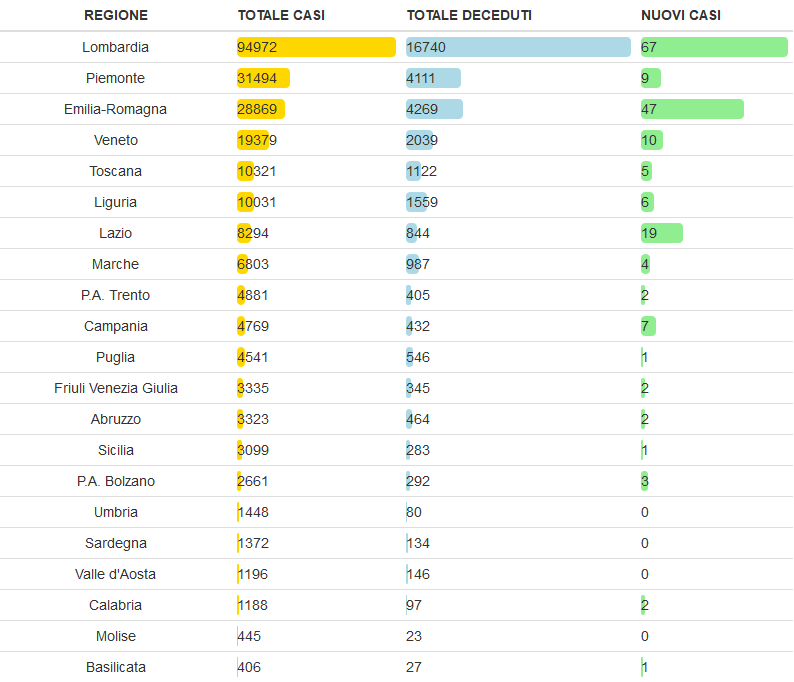 REGIONE TOTALE CASI TOTALE DECEDUTI NUOVI CASI
Lombardia 94972 16740 67
Piemonte 31494 4111 9
Emilia-Romagna 28869 4269 47
Veneto 19379 2039 10
Toscana 10321 1122 5
Liguria 10031 1559 6
Lazio 8294 844 19
Marche 6803 987 4
P.A. Trento 4881 405 2
Campania 4769 432 7
Puglia 4541 546 1
Friuli Venezia Giulia 3335 345 2
Abruzzo 3323 464 2
Sicilia 3099 283 1
P.A. Bolzano 2661 292 3
Umbria 1448 80 0
Sardegna 1372 134 0
Valle d'Aosta 1196 146 0
Calabria 1188 97 2
Molise 445 23 0
Basilicata 406 27 1